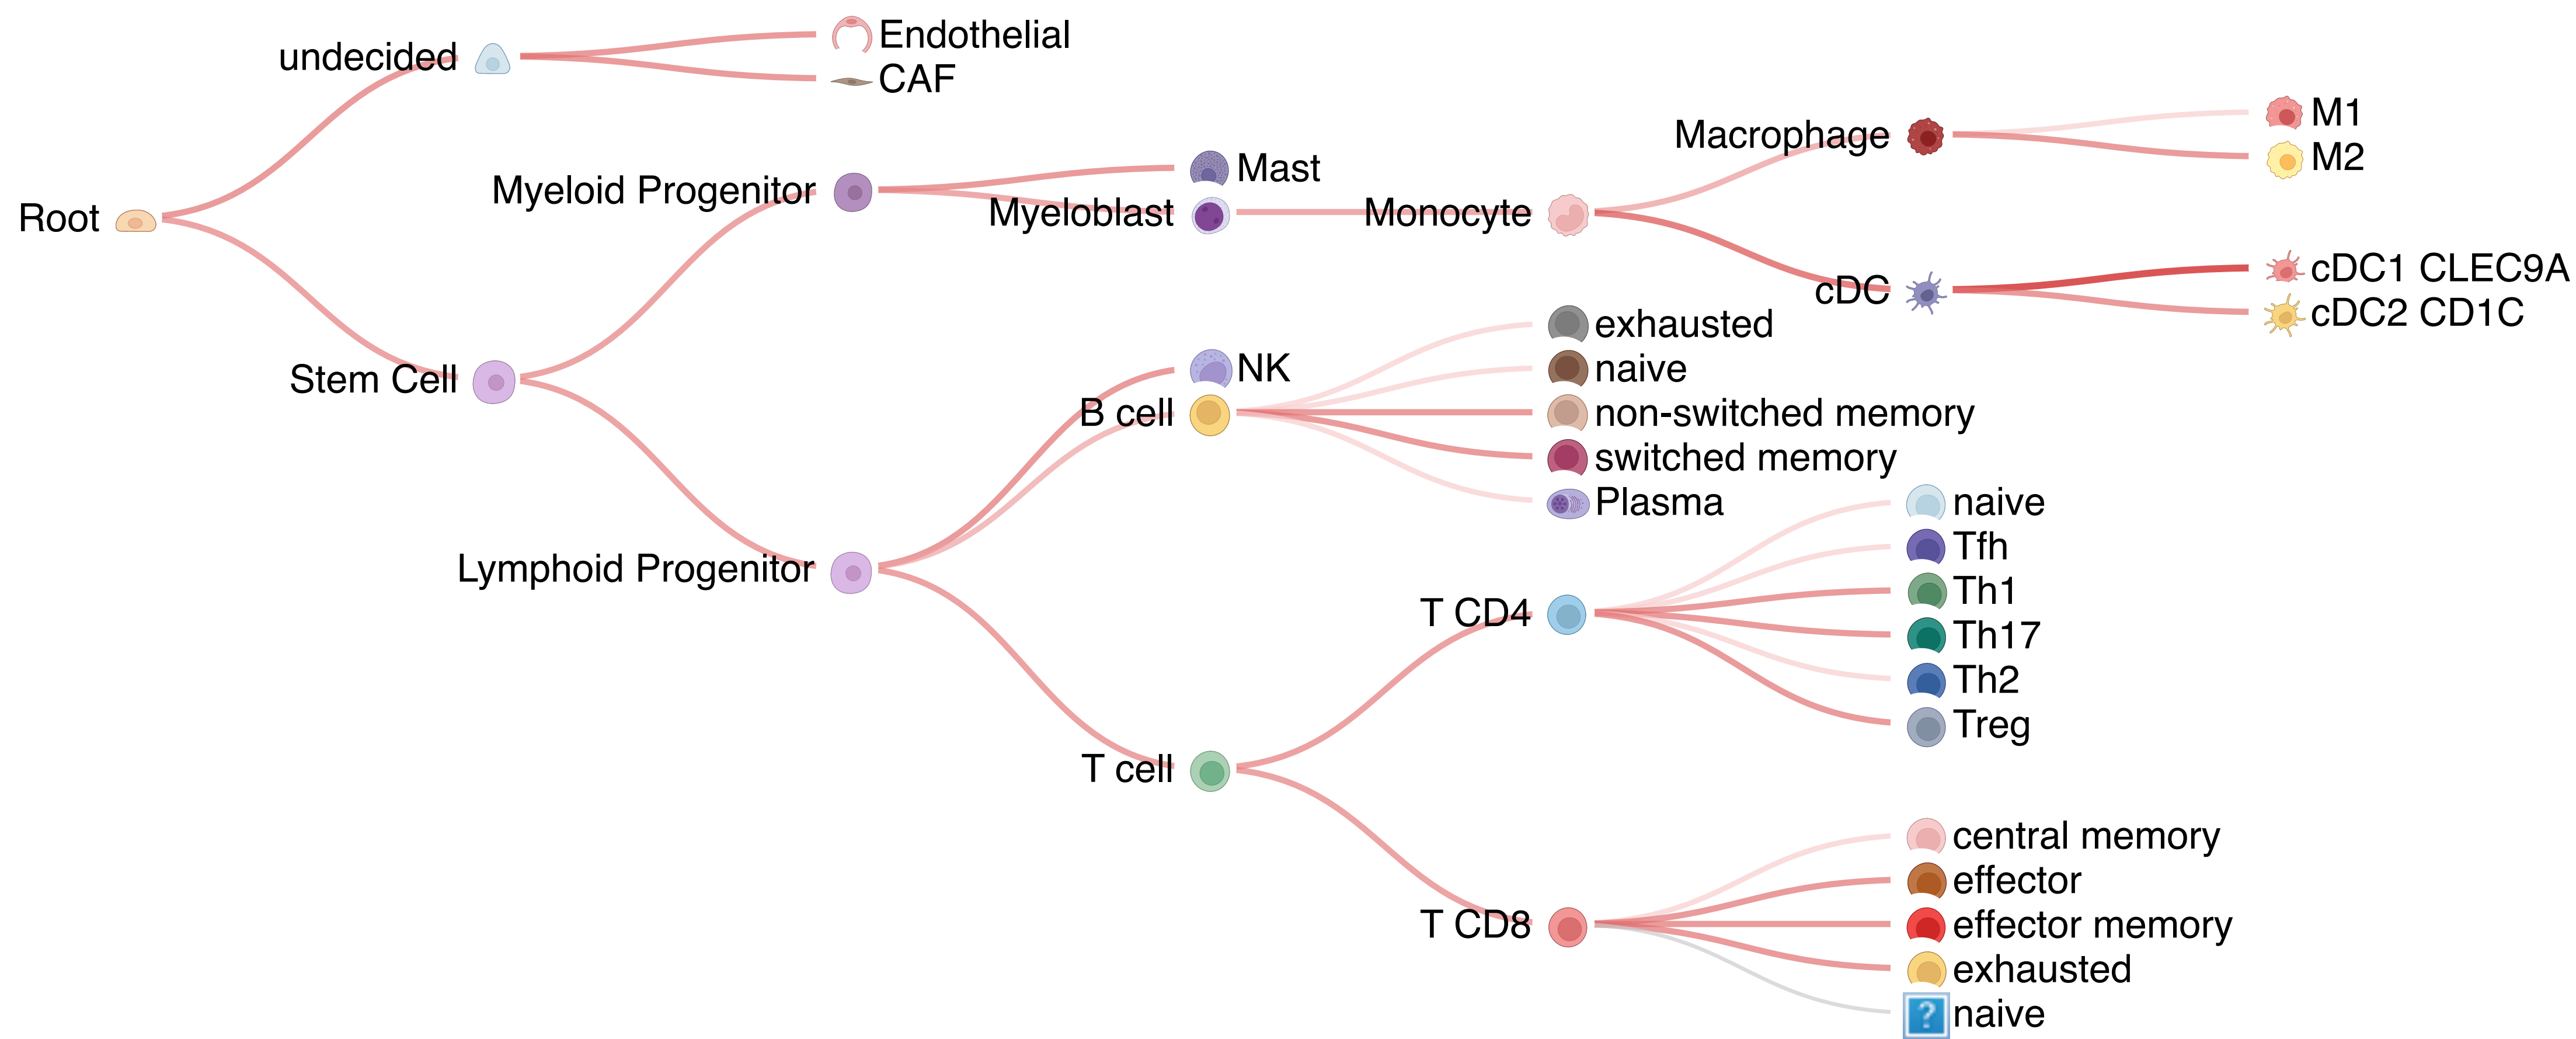 Endothelial
undecided
CAF
M1
Macrophage
M2
Mast
Myeloid Progenitor
Root
Myeloblast
Monocyte
cDC1 CLEC9A
cDC
cDC2 CD1C
exhausted
NK
naive
Stem Cell
B cell
non-switched memory
switched memory
Plasma
naive
Tfh
Lymphoid Progenitor
Th1
T CD4
Th17
Th2
Treg
T cell
central memory
effector
T CD8
effector memory
exhausted
?
naive